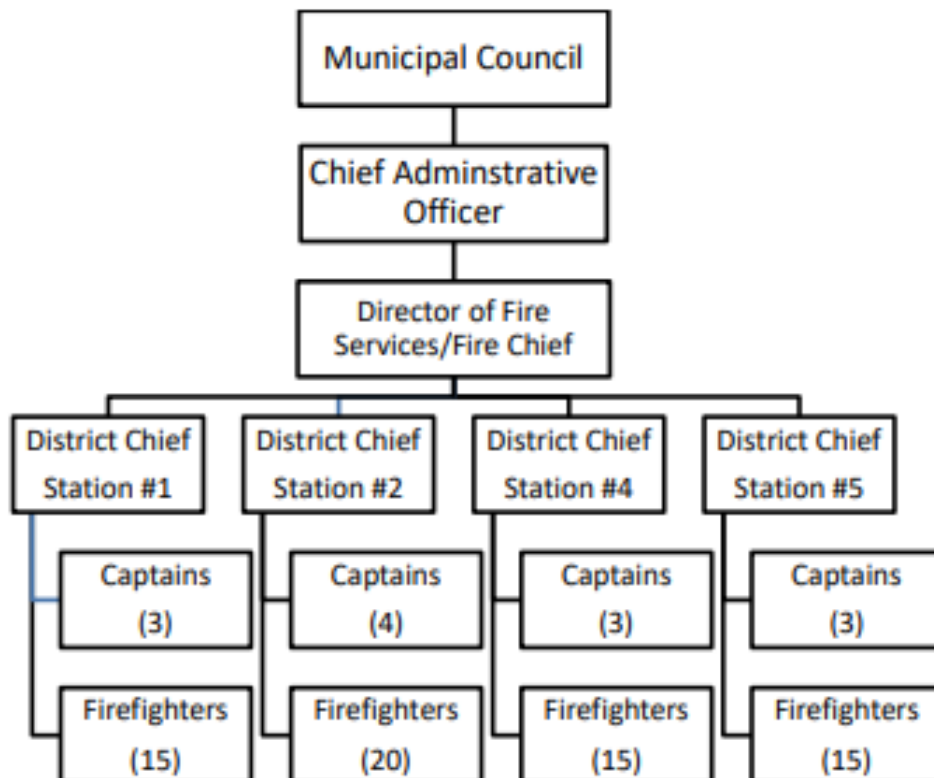 Municipal Council
Chief Adminstrative
Officer
Director of Fire
Services/Fire Chief
District Chief
Station #1
District Chief
Station #2
District Chief
Station #4
District Chief
Station #5
Captains
(3)
Captains
(4)
Captains
(3)
Captains
(3)
Firefighters
(15)
Firefighters
(20)
Firefighters
(15)
Firefighters
(15)